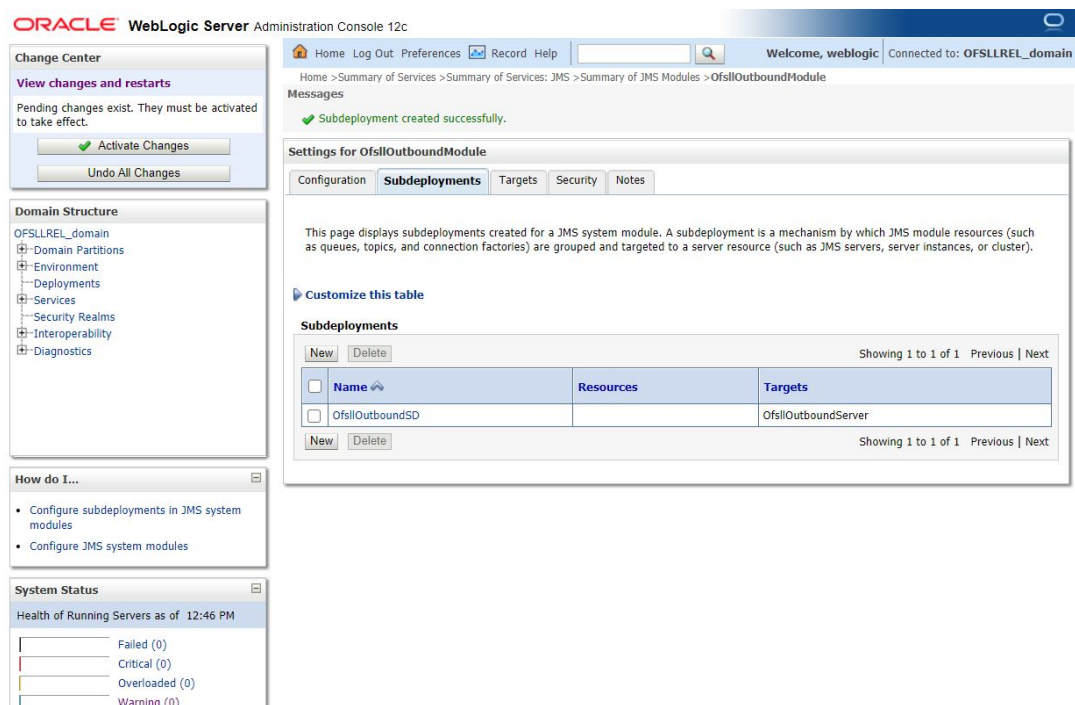 ORACLE WebLogic Server Administration Console 12c
Change Center
View changes and restarts
Pending changes exist. They must be activated
to take effect.
Activate Changes
Undo All Changes
Domain Structure
OFSLLREL_domain
Domain Partitions
Environment
Deployments
Services
Security Realms
Interoperability
Diagnostics
How do I...
Configure subdeployments in JMS system
modules
Configure JMS system modules
System Status
Health of Running Servers as of 12:46 PM
Failed (0)
Critical (0)
Overloaded (0)
Warning (0)
Home Log Out Preferences Record Help
Welcome, weblogic Connected to: OFSLLREL_domain
Home >Summary of Services >Summary of Services: JMS >Summary of JMS Modules >OfsllOutboundModule
Messages
Subdeployment created successfully.
Settings for OfsllOutboundModule
Configuration Subdeployments Targets Security Notes
This page displays subdeployments created for a JMS system module. A subdeployment is a mechanism by which JMS module resources (such
as queues, topics, and connection factories) are grouped and targeted to a server resource (such as JMS servers, server instances, or cluster).
Customize this table
Subdeployments
New Delete Showing 1 to 1 of 1 Previous | Next
Name Resources Targets
OfsllOutboundSD OfsllOutboundServer
New Delete Showing 1 to 1 of 1 Previous | Next